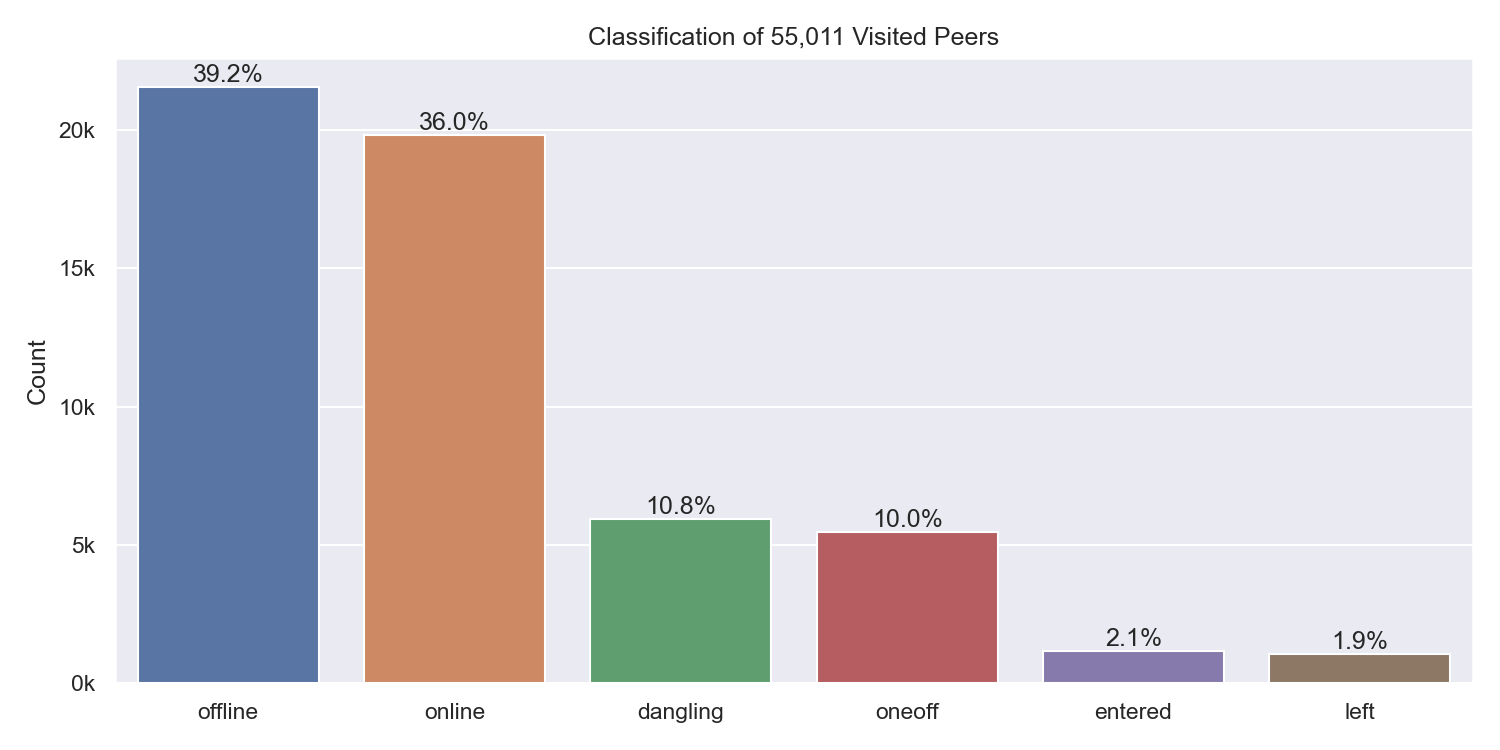 Classification of 55,011 Visited Peers
39.2%
36.0%
10.8%
10.0%
2.1%
1.9%
20k
15k
10k
5k
0k
Count
offline
online
dangling
oneoff
entered
left